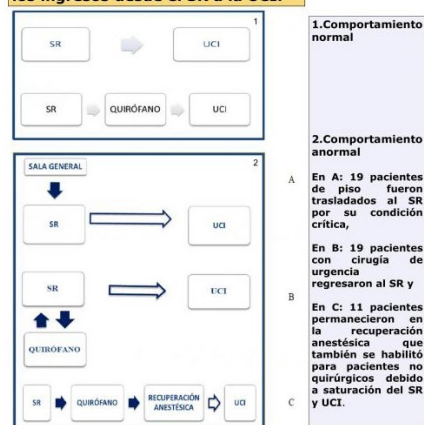 los ingresos desde el SR a la UCI.
1
SR
UCI
SR
QUIRÓFANO
UCI
1.Comportamiento
normal
2
SALA GENERAL
SR
UCI
A
SR
UCI
QUIRÓFANO
B
SR
QUIRÓFANO
RECUPERACIÓN
ANESTÉSICA
UCI
C
2.Comportamiento
anormal
En A: 19 pacientes
de piso fueron
trasladados al SR
por su condición
crítica,
En B: 19 pacientes
con cirugía de
urgencia
regresaron al SR y
En C: 11 pacientes
permanecieron en
la recuperación
anestésica que
también se habilitó
para pacientes no
quirúrgicos debido
a saturación del SR
y UCI.